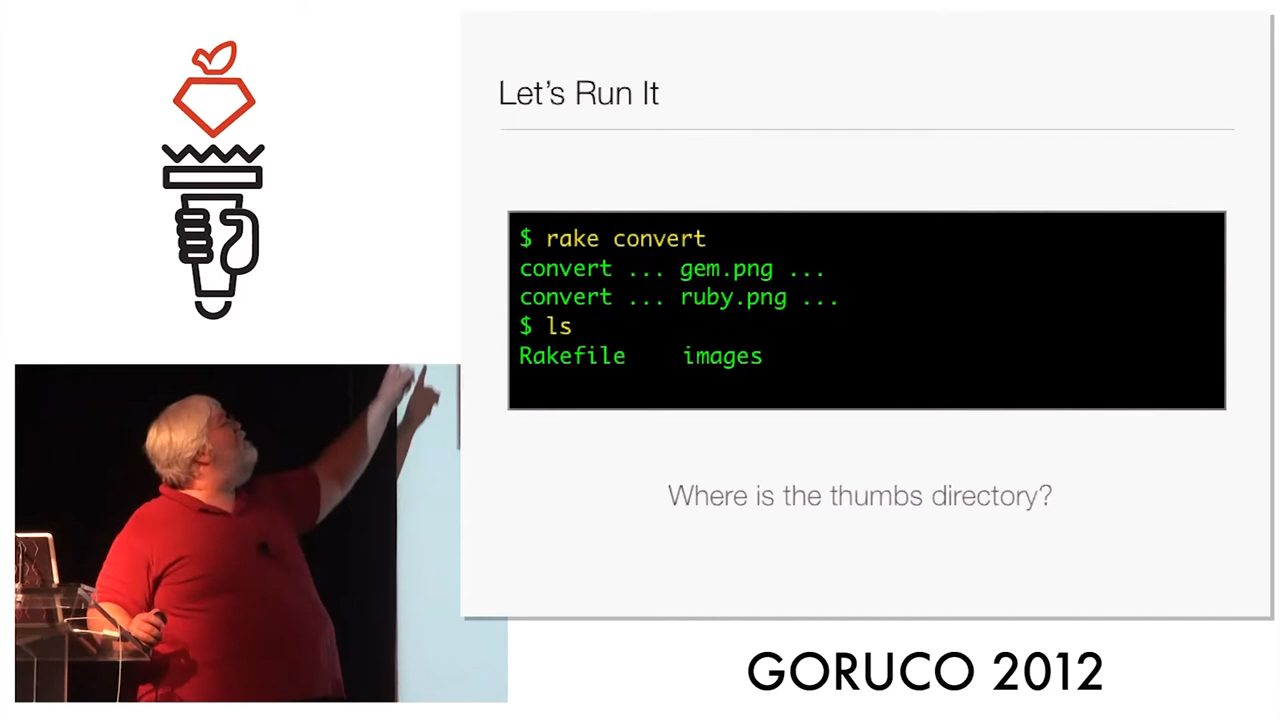 Let's Run It
$ rake convert
convert ... gem.png ...
convert ... ruby.png ...
$ ls
Rakefile    images
Where is the thumbs directory?
GORUCO 2012